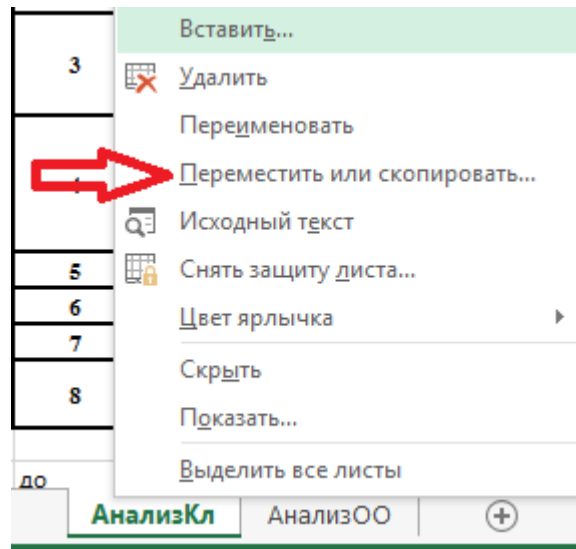 Вставить...
3
Удалить
Переименовать
Переместить или скопировать...
Исходный текст
Снять защиту листа...
5
6
Цвет ярлычка
7
Скрыть
8
Показать...
Выделить все листы
до
АнализКл АнализОО